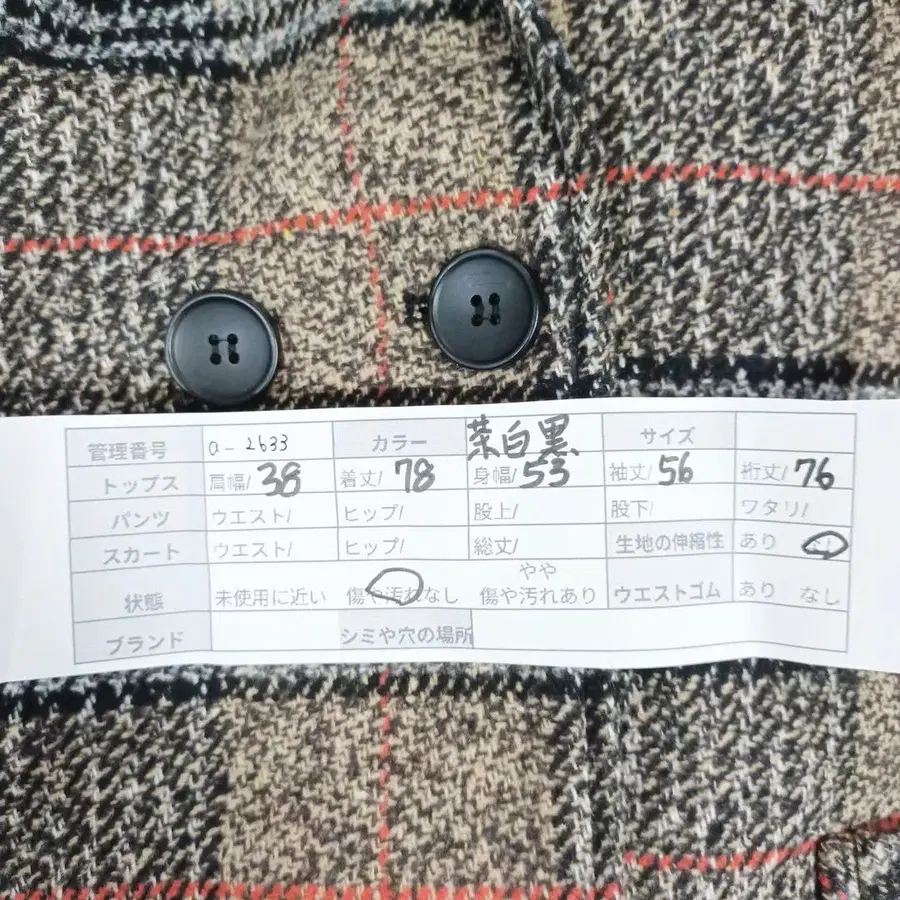 管理番号 a-2633 カラー 茶白黒 サイズ
トップス 肩幅/38 着丈/78 身幅/53 袖丈/56 裄丈/76
パンツ ウエスト/ ヒップ/ 股上/ 股下/ ワタリ/
スカート ウエスト/ ヒップ/ 総丈/ 生地の伸縮性 あり なし
状態 未使用に近い 傷や汚れなし やや傷や汚れあり ウエストゴム あり なし
ブランド シミや穴の場所